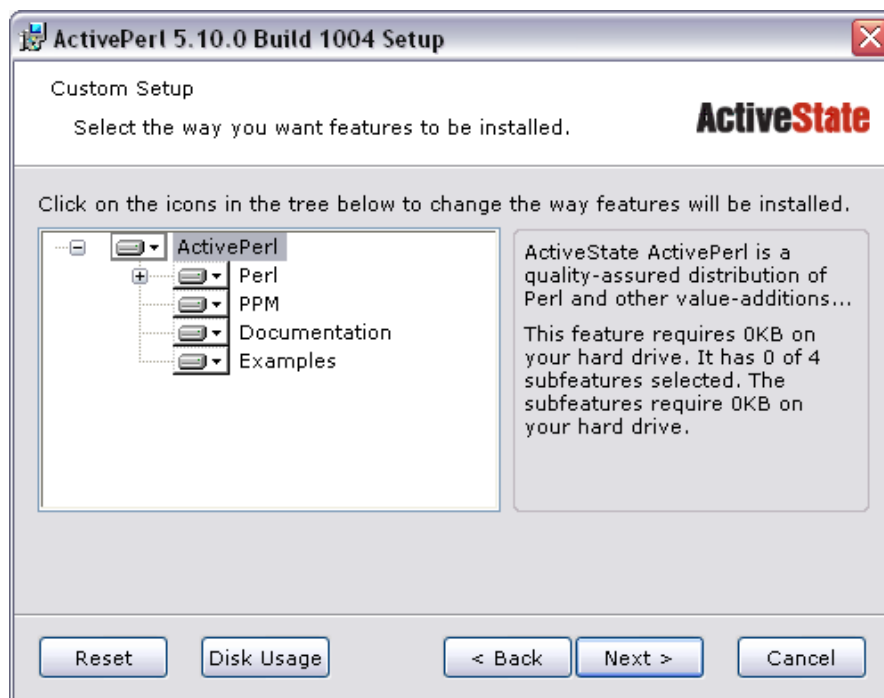 ActivePerl 5.10.0 Build 1004 Setup
Custom Setup
Select the way you want features to be installed.
ActiveState
Click on the icons in the tree below to change the way features will be installed.
ActivePerl
Perl
PPM
Documentation
Examples
ActiveState ActivePerl is a
quality-assured distribution of
Perl and other value-additions...
This feature requires 0KB on
your hard drive. It has 0 of 4
subfeatures selected. The
subfeatures require 0KB on
your hard drive.
Reset
Disk Usage
< Back
Next >
Cancel